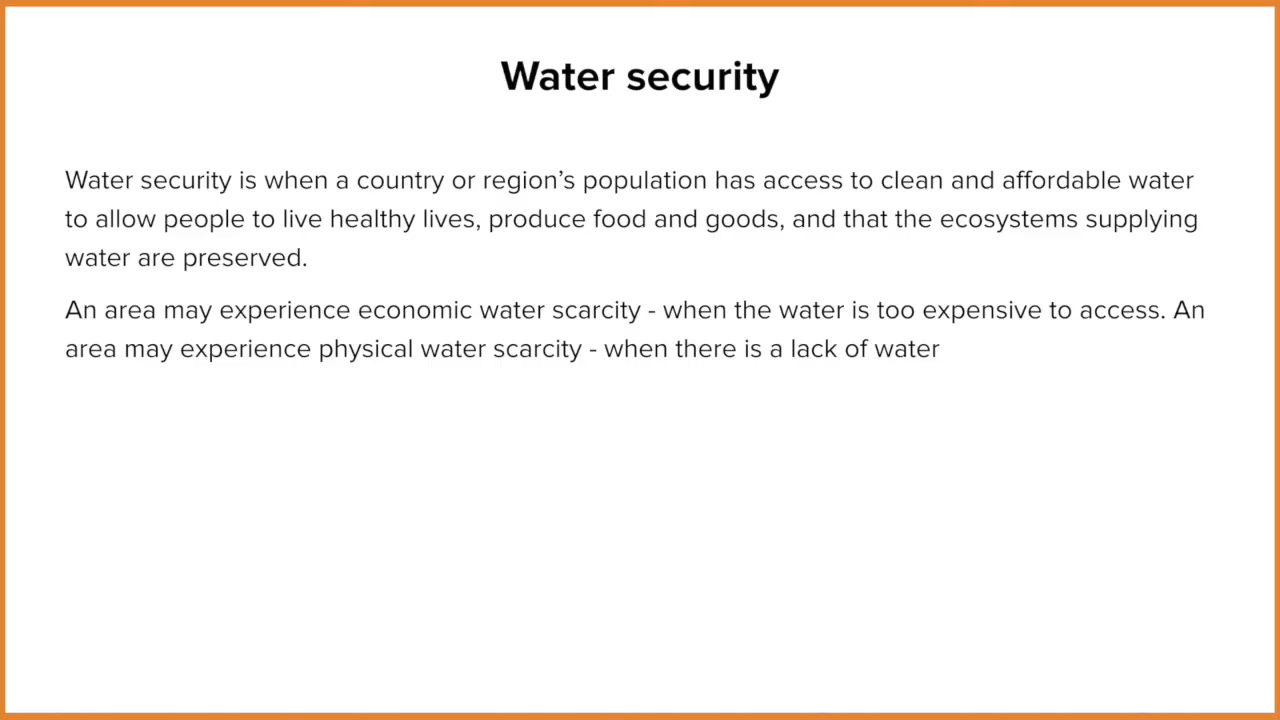 Water security
Water security is when a country or region’s population has access to clean and affordable water
to allow people to live healthy lives, produce food and goods, and that the ecosystems supplying
water are preserved.
An area may experience economic water scarcity - when the water is too expensive to access. An
area may experience physical water scarcity - when there is a lack of water